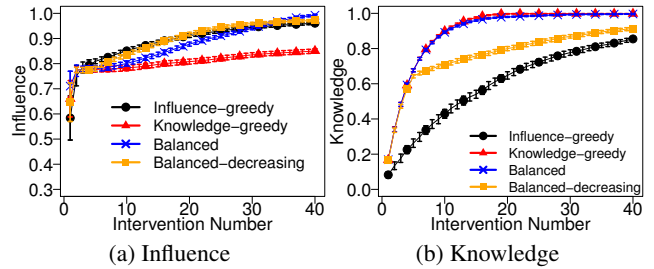 1.0
0.9
0.8
0.7
0.6
0.5
0.4
0.3
Influence
Influence−greedy
Knowledge−greedy
Balanced
Balanced−decreasing
0 10 20 30 40
Intervention Number
(a) Influence
1.0
0.8
0.6
0.4
0.2
0.0
Knowledge
Influence−greedy
Knowledge−greedy
Balanced
Balanced−decreasing
0 10 20 30 40
Intervention Number
(b) Knowledge